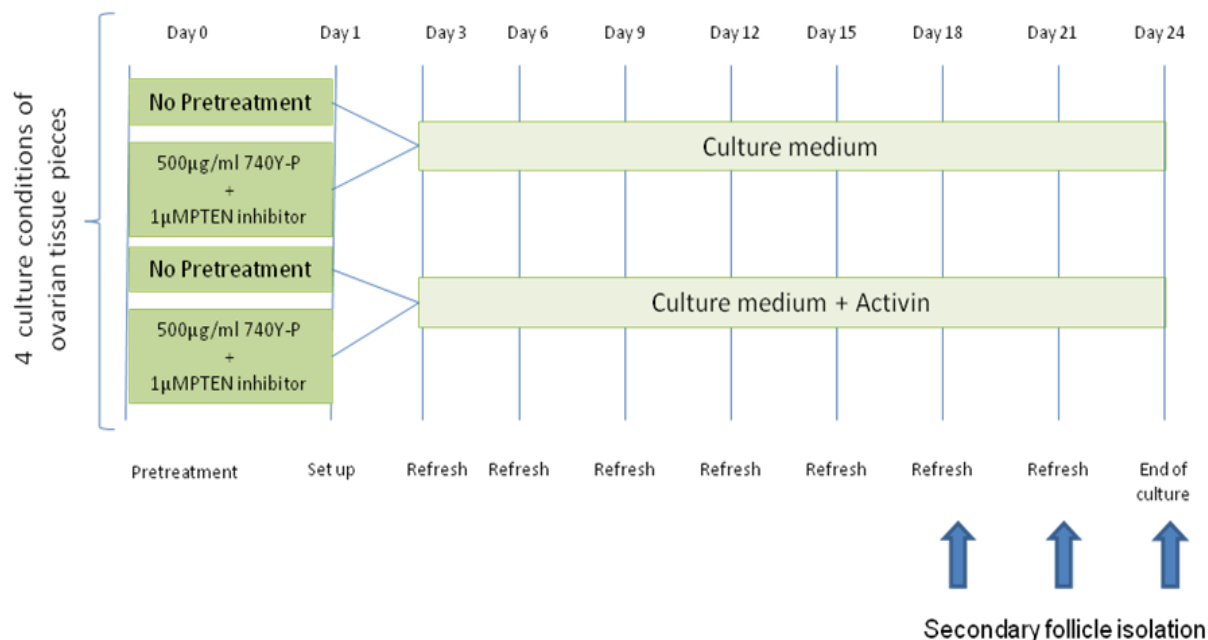 4 culture conditions of
ovarian tissue pieces
Day 0
Day 1
Day 3
Day 6
Day 9
Day 12
Day 15
Day 18
Day 21
Day 24
No Pretreatment
500µg/ml 740Y-P
+
1µMPTEN inhibitor
No Pretreatment
500µg/ml 740Y-P
+
1µMPTEN inhibitor
Culture medium
Culture medium + Activin
Pretreatment
Set up
Refresh
Refresh
Refresh
Refresh
Refresh
Refresh
Refresh
End of
culture
Secondary follicle isolation